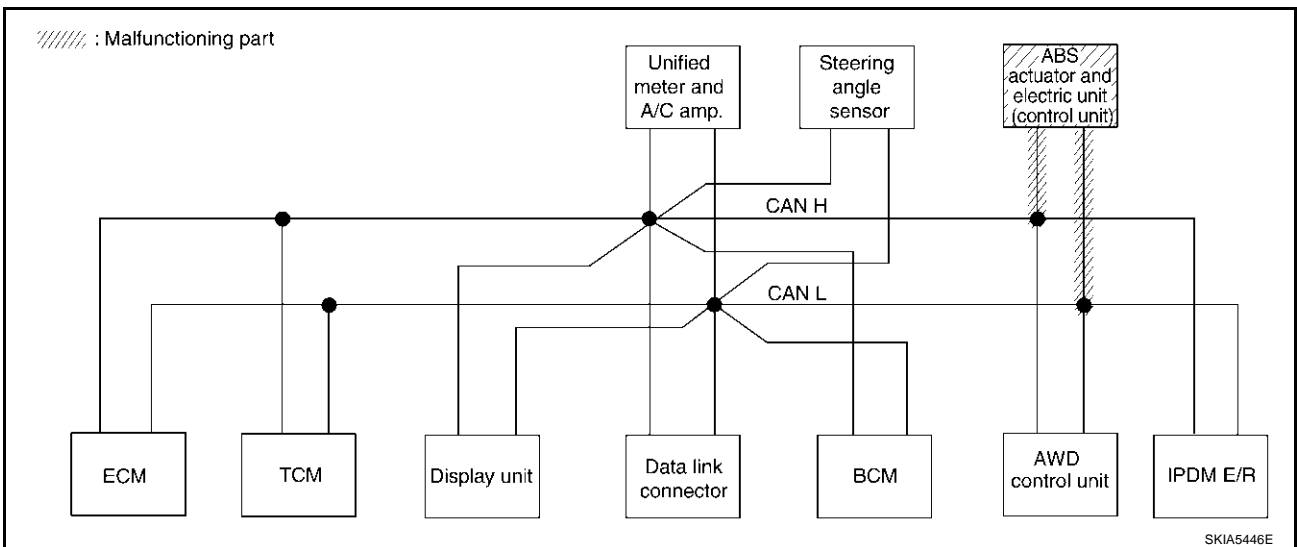 : Malfunctioning part
Unified
meter and
A/C amp.
Steering
angle
sensor
ABS
actuator and
electric unit
(control unit)
CAN H
CAN L
ECM
TCM
Display unit
Data link
connector
BCM
AWD
control unit
IPDM E/R
SKIA5446E